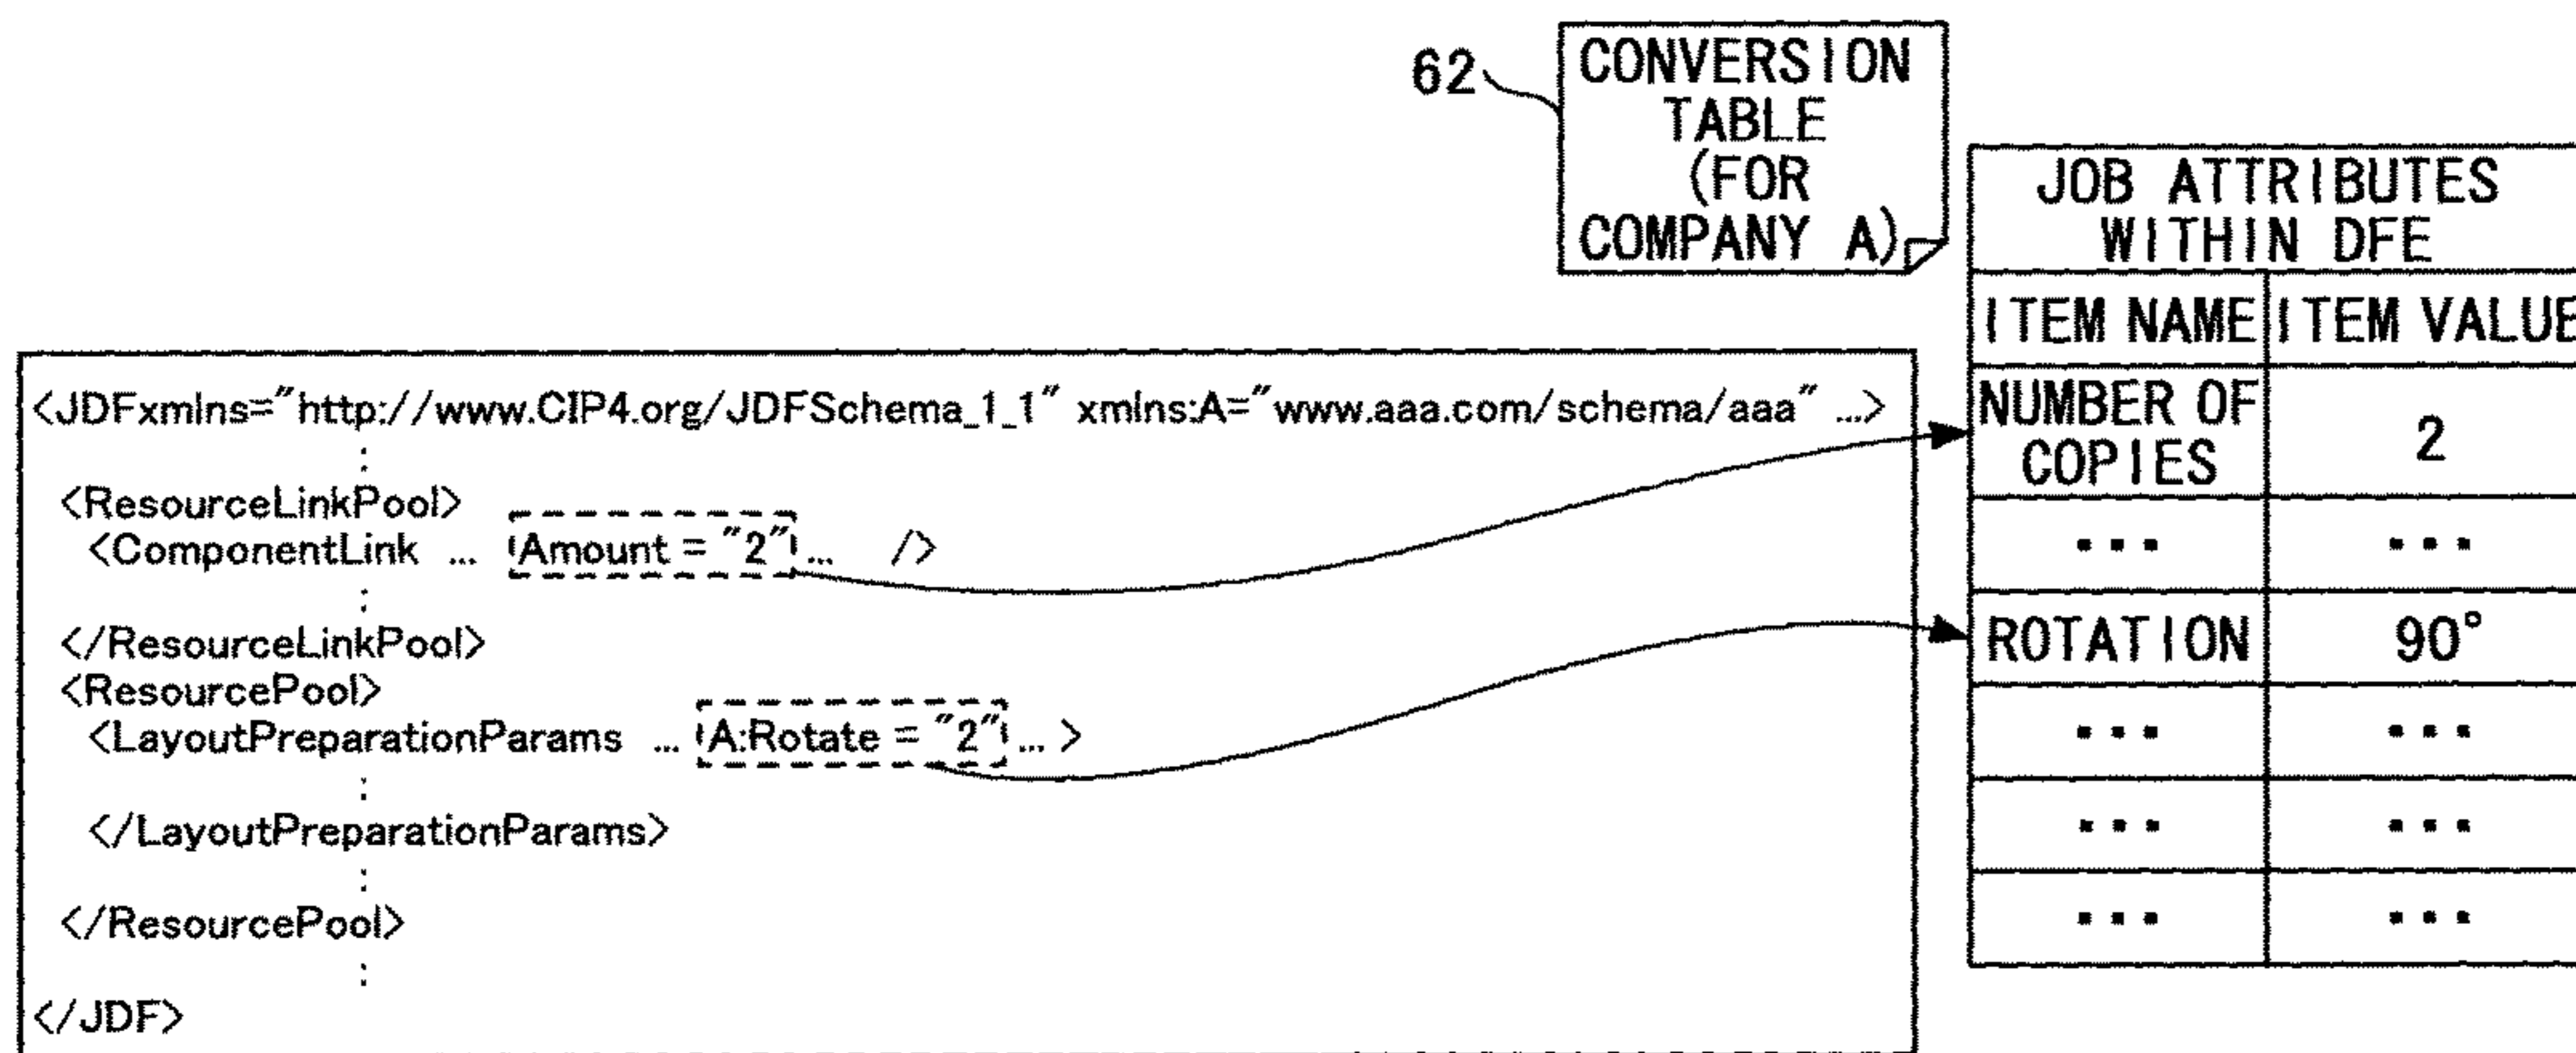 62
CONVERSION
TABLE
(FOR
COMPANY A)
JOB ATTRIBUTES
WITHIN DFE
ITEM NAME ITEM VALUE
NUMBER OF
COPIES
2
... ...
ROTATION 90°
... ...
... ...
... ...
<JDFxmlns="http://www.CIP4.org/JDFSchema_1_1" xmlns:A="www.aaa.com/schema/aaa" ...>
:
<ResourceLinkPool>
<ComponentLink ... Amount = "2" ... />
:
</ResourceLinkPool>
<ResourcePool>
<LayoutPreparationParams ... A:Rotate = "2" ... >
:
</LayoutPreparationParams>
:
</ResourcePool>
:
</JDF>